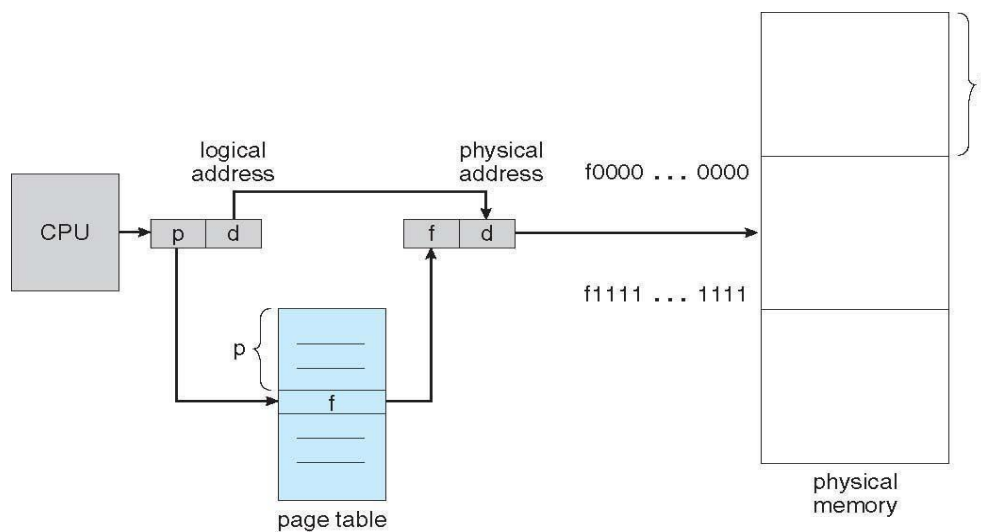 logical
address
physical
address
f0000 ... 0000
CPU
p
d
f
d
f1111 ... 1111
p
f
page table
physical
memory